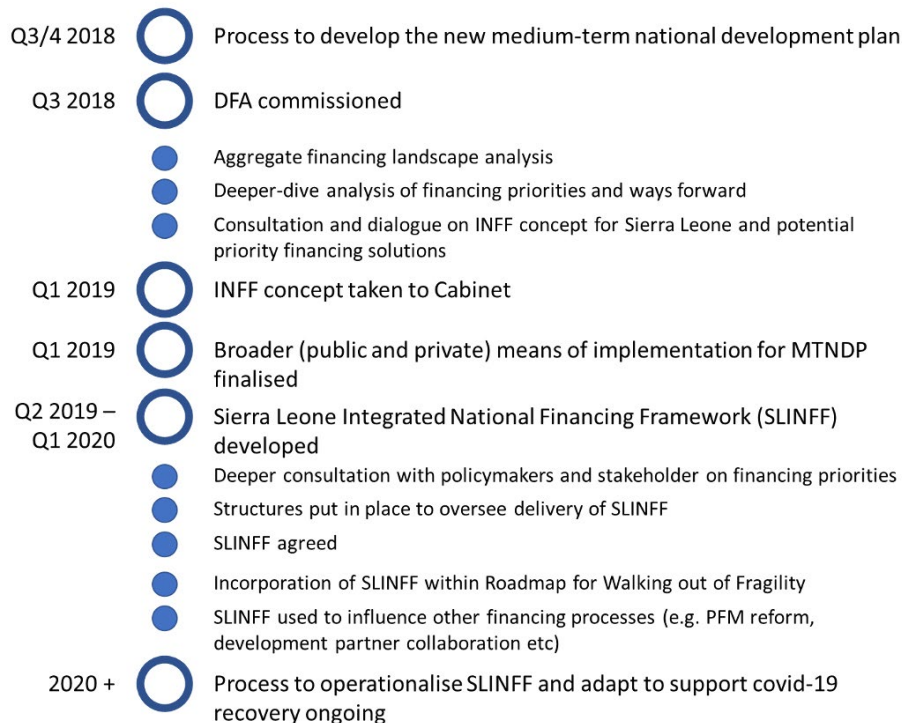 Q3/4 2018 Process to develop the new medium-term national development plan
Q3 2018 DFA commissioned
Aggregate financing landscape analysis
Deeper-dive analysis of financing priorities and ways forward
Consultation and dialogue on INFF concept for Sierra Leone and potential
priority financing solutions
Q1 2019 INFF concept taken to Cabinet
Q1 2019 Broader (public and private) means of implementation for MTNDP
finalised
Q2 2019 – Sierra Leone Integrated National Financing Framework (SLINFF)
Q1 2020 developed
Deeper consultation with policymakers and stakeholder on financing priorities
Structures put in place to oversee delivery of SLINFF
SLINFF agreed
Incorporation of SLINFF within Roadmap for Walking out of Fragility
SLINFF used to influence other financing processes (e.g. PFM reform,
development partner collaboration etc)
2020 + Process to operationalise SLINFF and adapt to support covid-19
recovery ongoing